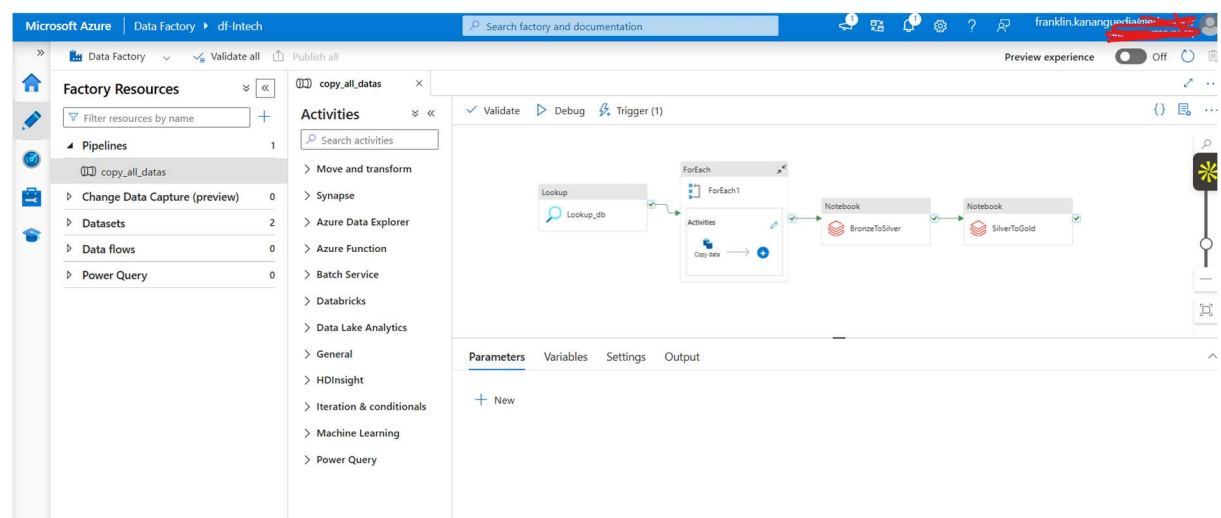 Microsoft Azure | Data Factory ▸ df-Intech
Search factory and documentation
1
1
franklin.kananguedia
» Data Factory Validate all Publish all
Preview experience Off
Factory Resources
Filter resources by name
Pipelines 1
copy_all_datas
Change Data Capture (preview) 0
Datasets 2
Data flows 0
Power Query 0
copy_all_datas
Activities
Search activities
Move and transform
Synapse
Azure Data Explorer
Azure Function
Batch Service
Databricks
Data Lake Analytics
General
HDInsight
Iteration & conditionals
Machine Learning
Power Query
Validate Debug Trigger (1)
Lookup
Lookup_db
ForEach
ForEach1
Activities
Copy data
Notebook
BronzeToSilver
Notebook
SilverToGold
Parameters Variables Settings Output
New